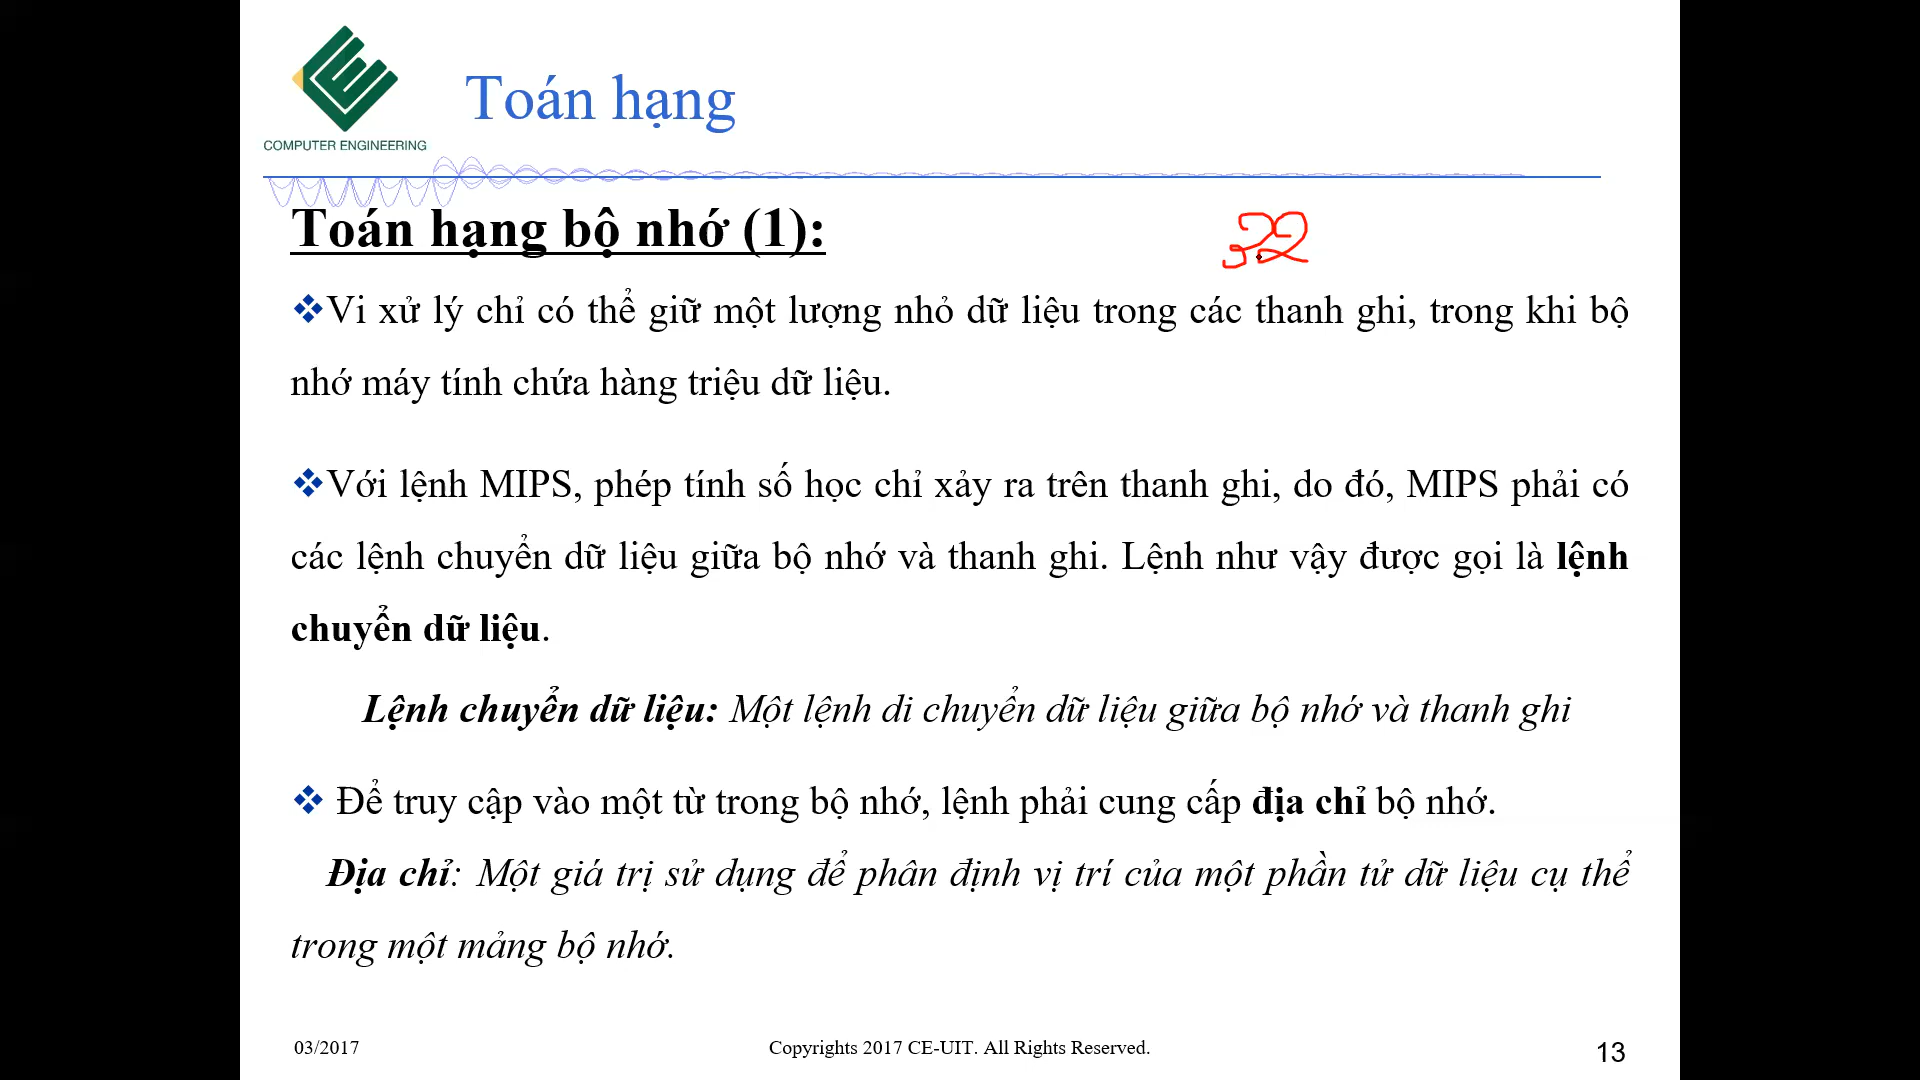 COMPUTER ENGINEERING
Toán hạng
Toán hạng bộ nhớ (1):
32
❖Vi xử lý chỉ có thể giữ một lượng nhỏ dữ liệu trong các thanh ghi, trong khi bộ
nhớ máy tính chứa hàng triệu dữ liệu.
❖Với lệnh MIPS, phép tính số học chỉ xảy ra trên thanh ghi, do đó, MIPS phải có
các lệnh chuyển dữ liệu giữa bộ nhớ và thanh ghi. Lệnh như vậy được gọi là lệnh
chuyển dữ liệu.
Lệnh chuyển dữ liệu: Một lệnh di chuyển dữ liệu giữa bộ nhớ và thanh ghi
❖ Để truy cập vào một từ trong bộ nhớ, lệnh phải cung cấp địa chỉ bộ nhớ.
Địa chỉ: Một giá trị sử dụng để phân định vị trí của một phần tử dữ liệu cụ thể
trong một mảng bộ nhớ.
03/2017
Copyrights 2017 CE-UIT. All Rights Reserved.
13